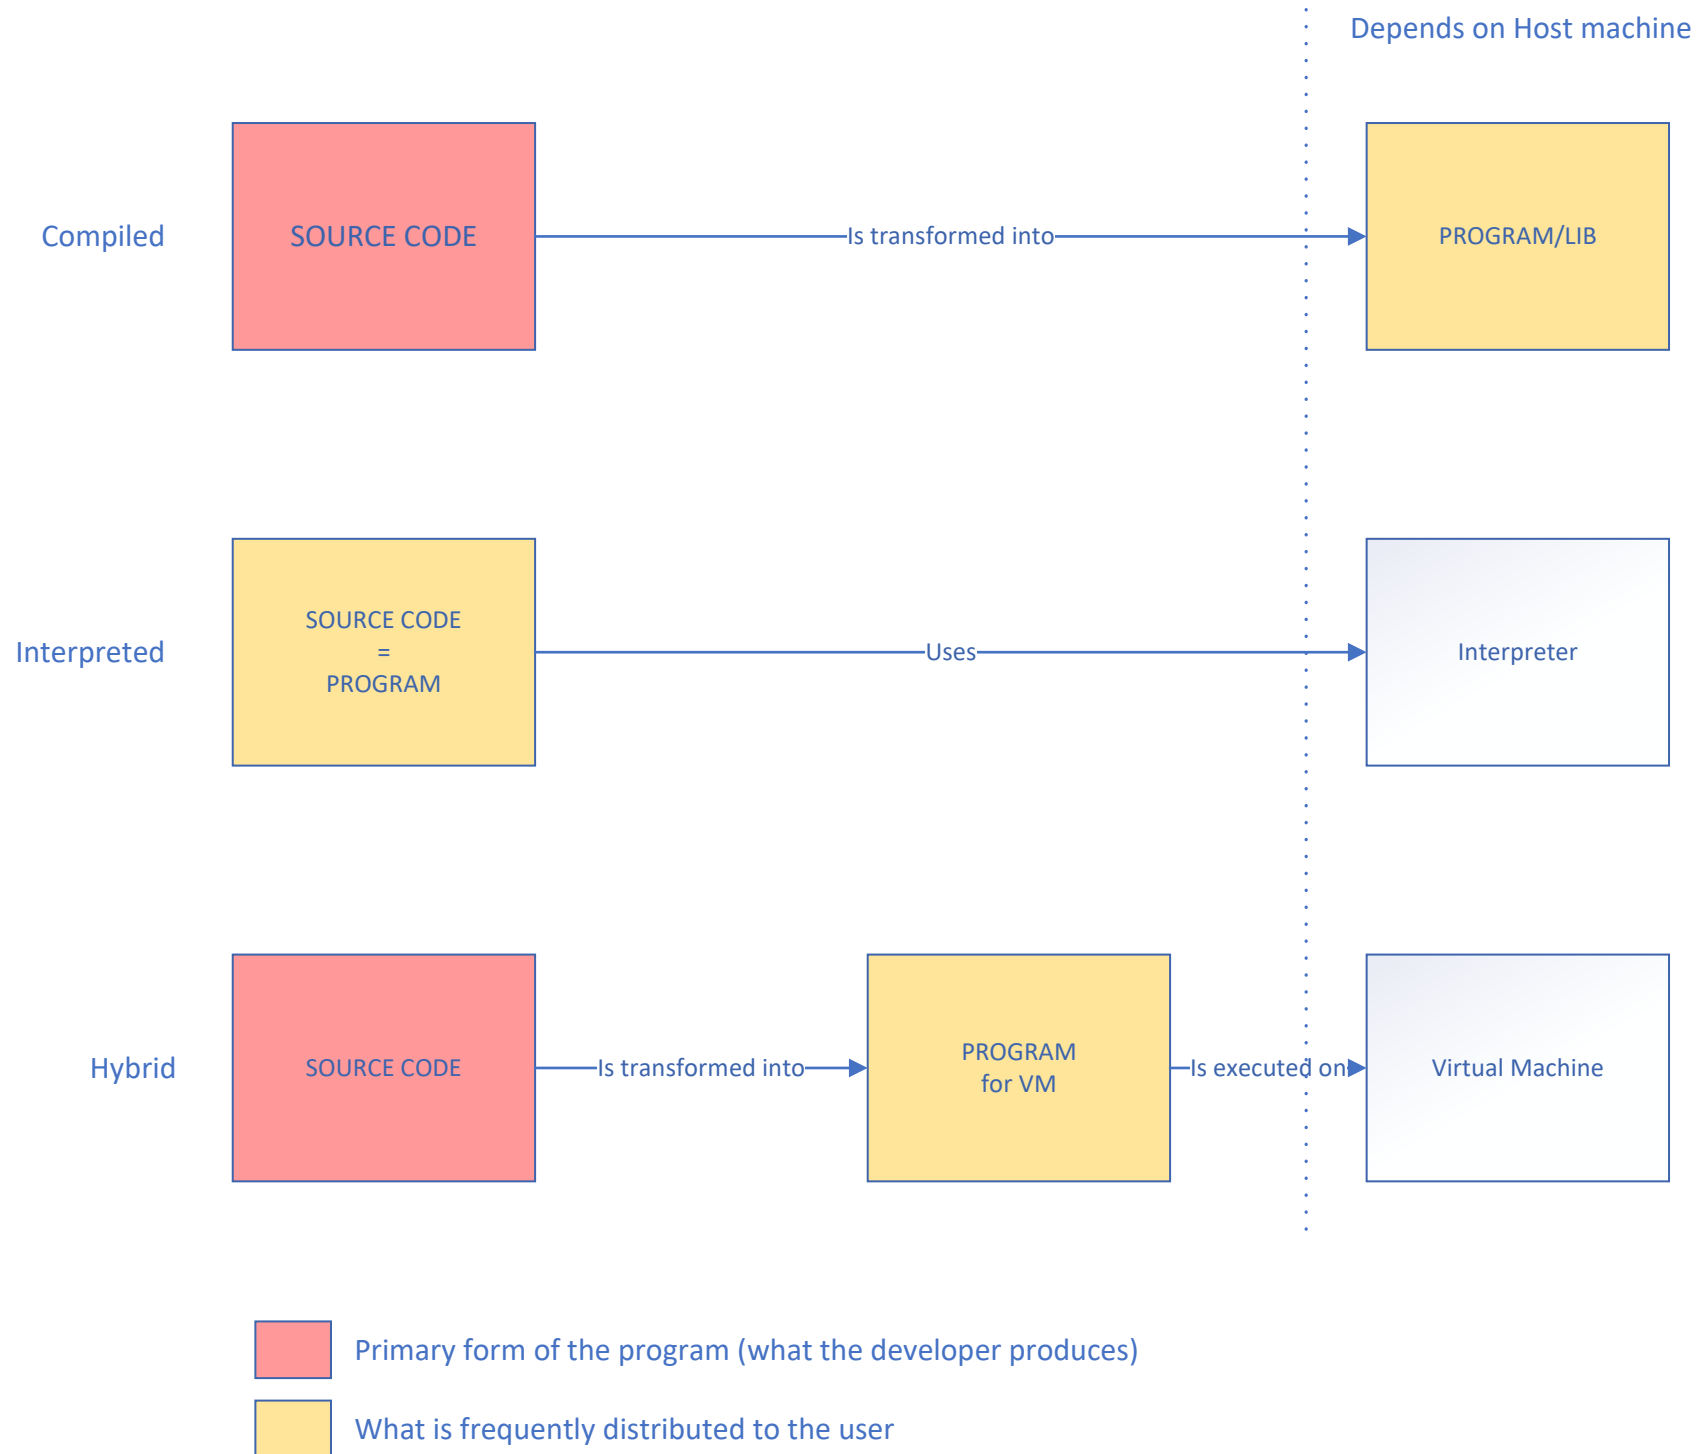 Depends on Host machine
Compiled
SOURCE CODE
Is transformed into
PROGRAM/LIB
Interpreted
SOURCE CODE
=
PROGRAM
Uses
Interpreter
Hybrid
SOURCE CODE
Is transformed into
PROGRAM
for VM
Is executed on
Virtual Machine
Primary form of the program (what the developer produces)
What is frequently distributed to the user